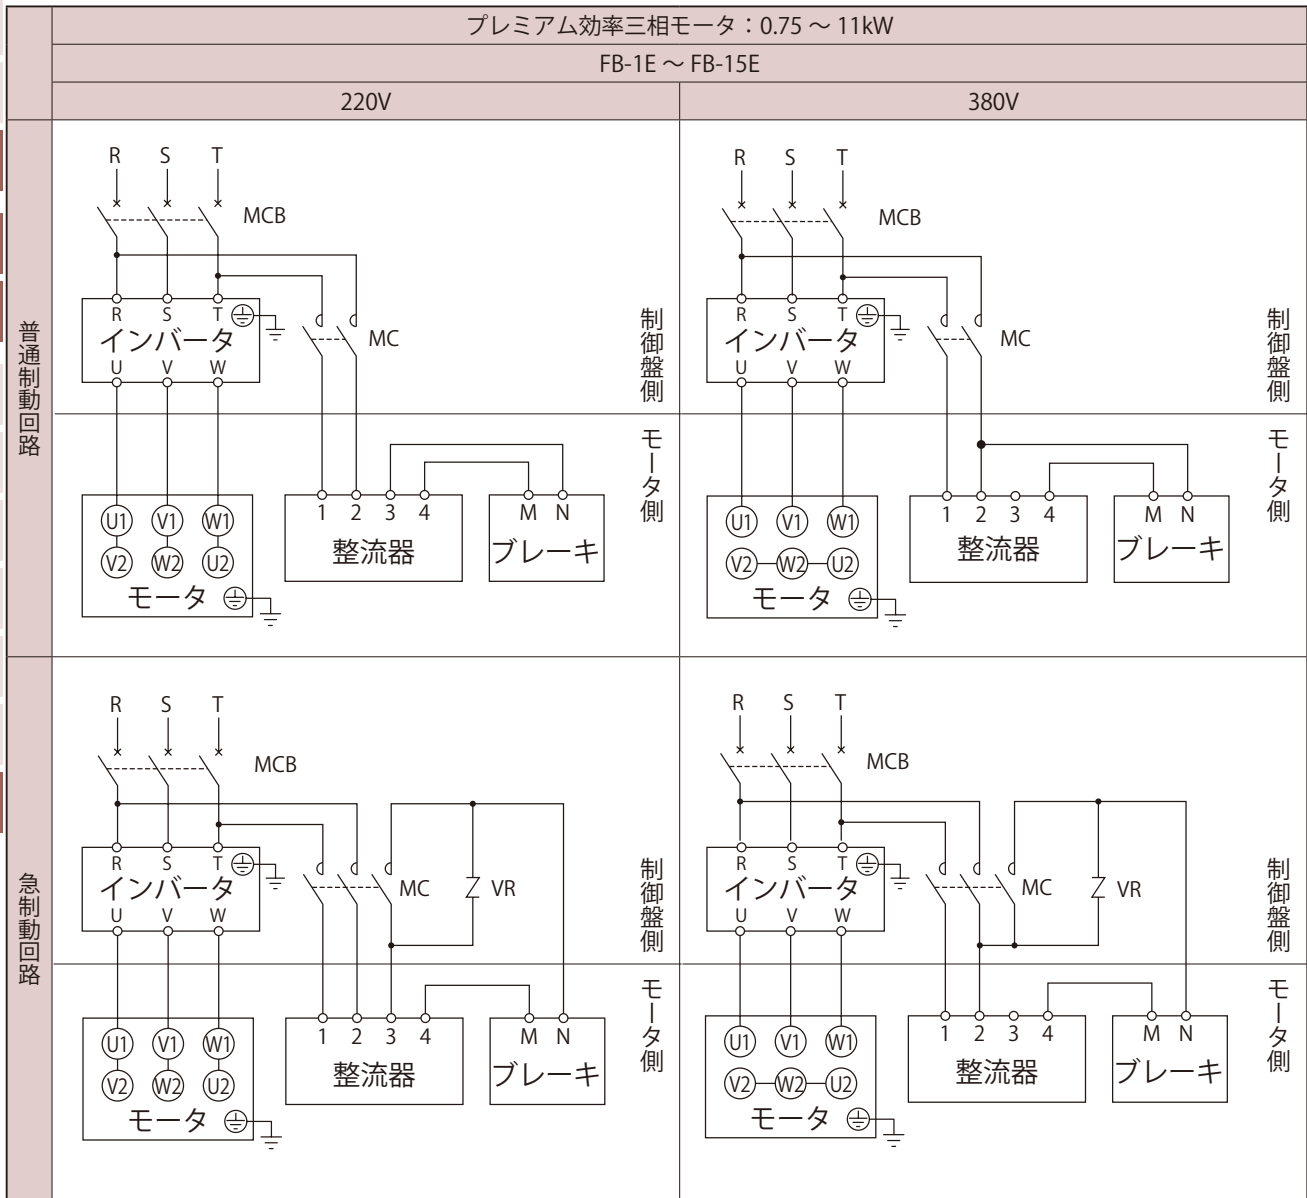 プレミアム効率三相モータ：0.75 ～ 11kW
FB-1E ～ FB-15E
220V
380V
普通制動回路
R S T
MCB
R S T
インバータ
U V W
MC
制御盤側
モータ側
U1 V1 W1
V2 W2 U2
モータ
1 2 3 4
整流器
M N
ブレーキ
R S T
MCB
R S T
インバータ
U V W
MC
制御盤側
モータ側
U1 V1 W1
V2 W2 U2
モータ
1 2 3 4
整流器
M N
ブレーキ
急制動回路
R S T
MCB
R S T
インバータ
U V W
MC
VR
制御盤側
モータ側
U1 V1 W1
V2 W2 U2
モータ
1 2 3 4
整流器
M N
ブレーキ
R S T
MCB
R S T
インバータ
U V W
MC
VR
制御盤側
モータ側
U1 V1 W1
V2 W2 U2
モータ
1 2 3 4
整流器
M N
ブレーキ